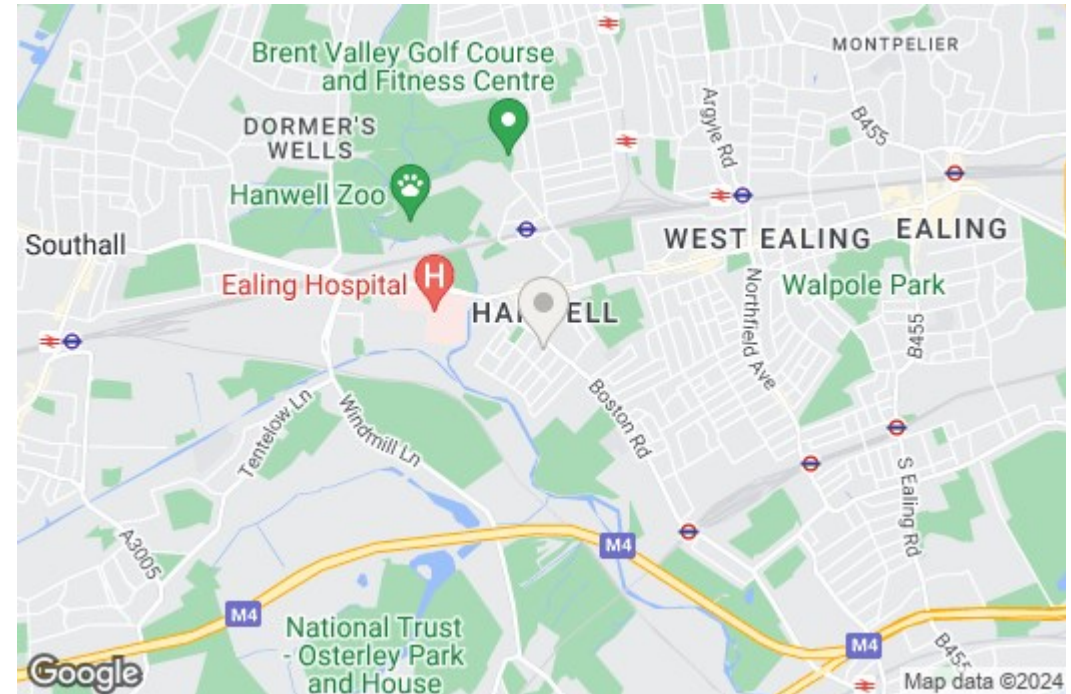 Brent Valley Golf Course
and Fitness Centre
MONTPELIER
Argyle Rd
B455
DORMER'S
WELLS
Hanwell Zoo
Southall
WEST EALING
EALING
Ealing Hospital
H
Walpole Park
Northfield Ave
B455
Boston Rd
Tentelow Ln
Windmill Ln
S Ealing Rd
A3005
M4
M4
National Trust
- Osterley Park
and House
M4
Google
Map data ©2024